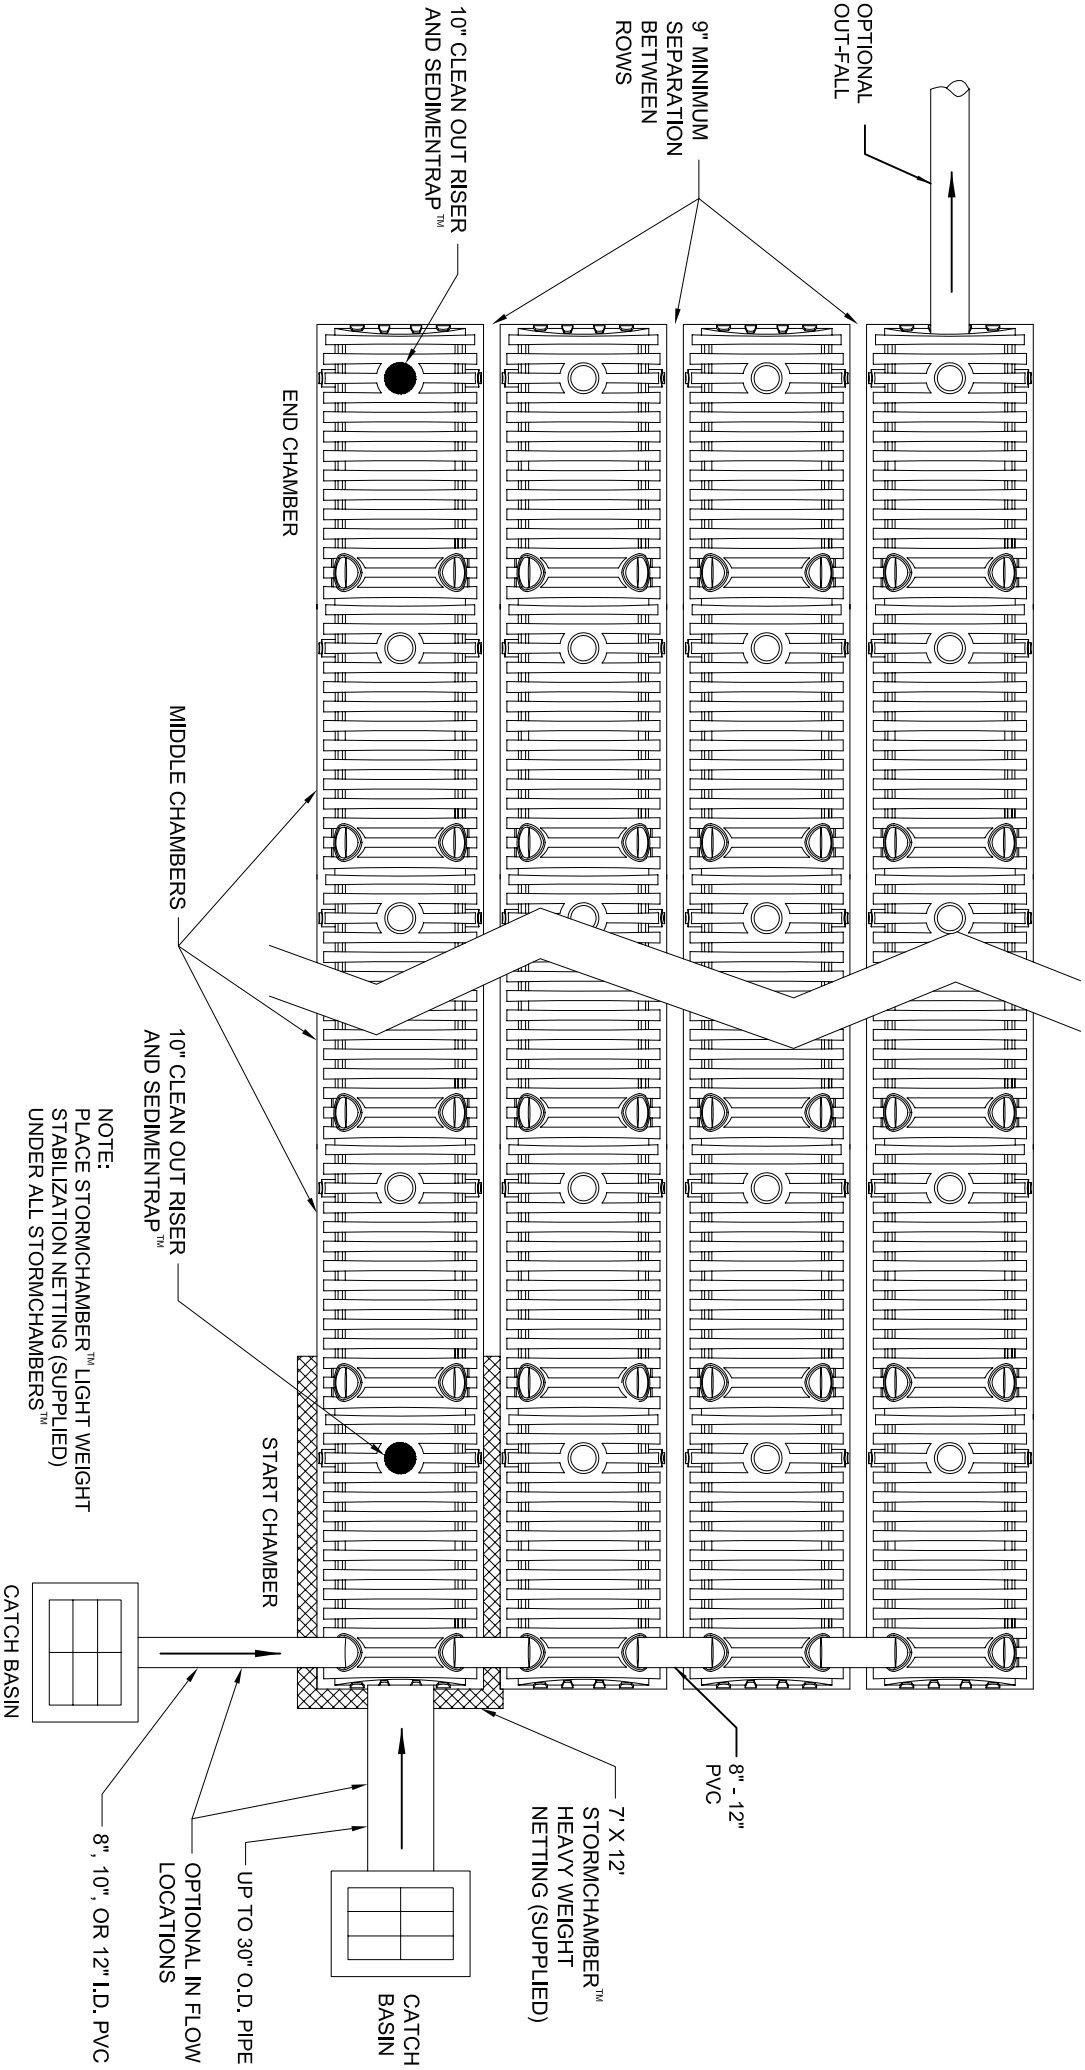 OPTIONAL
OUT-FALL
9" MINIMUM
SEPARATION
BETWEEN
ROWS
10" CLEAN OUT RISER
AND SEDIMENTRAP™
END CHAMBER
MIDDLE CHAMBERS
10" CLEAN OUT RISER
AND SEDIMENTRAP™
NOTE:
PLACE STORMCHAMBER™ LIGHT WEIGHT
STABILIZATION NETTING (SUPPLIED)
UNDER ALL STORMCHAMBERS™
START CHAMBER
8" - 12"
PVC
7' X 12'
STORMCHAMBER™
HEAVY WEIGHT
NETTING (SUPPLIED)
CATCH BASIN
CATCH
BASIN
UP TO 30" O.D. PIPE
OPTIONAL IN FLOW
LOCATIONS
8", 10", OR 12" I.D. PVC